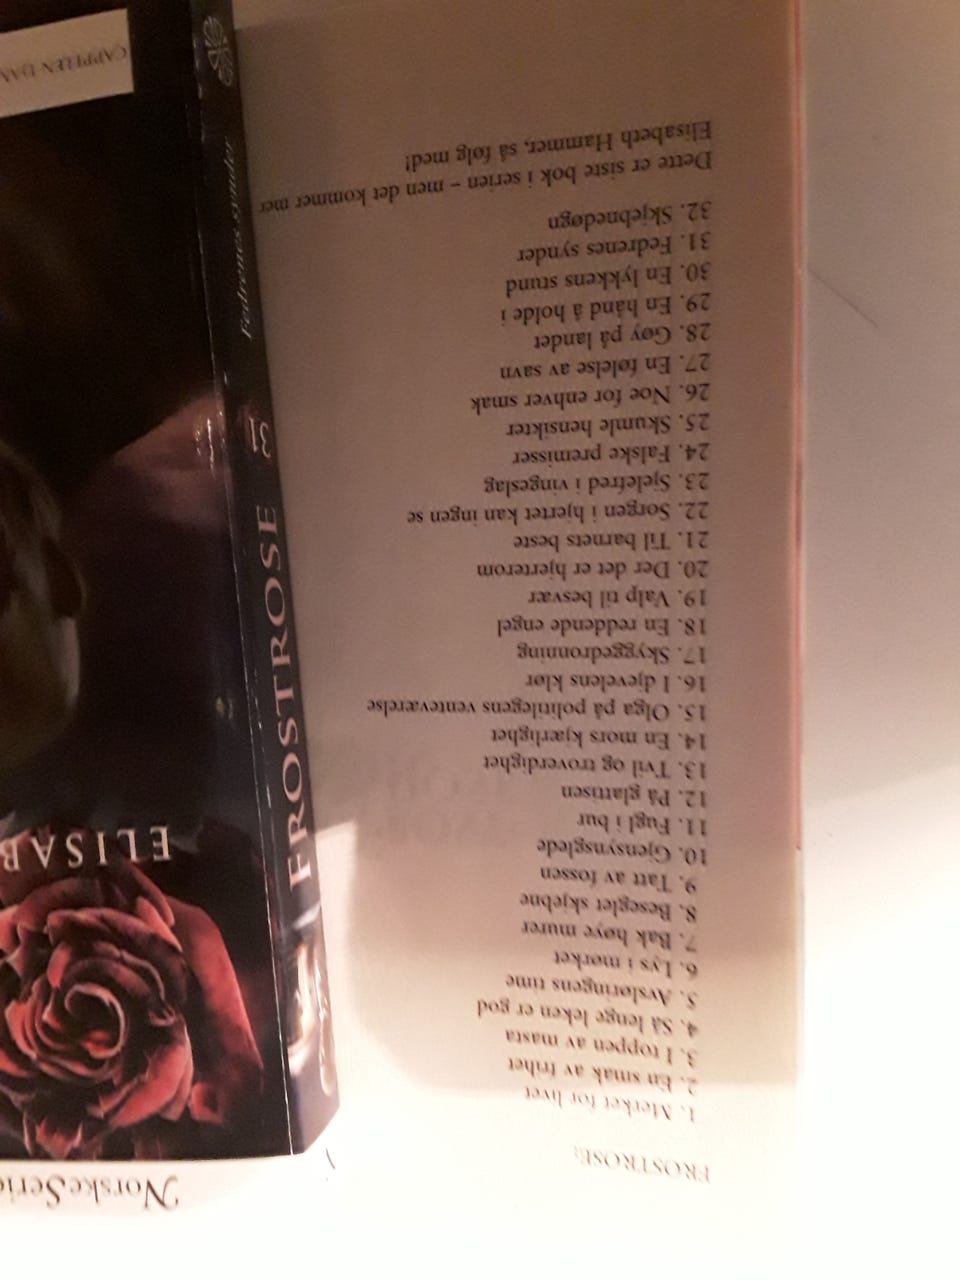 FROSTROSE:
1. Merket for livet
2. En smak av frihet
3. I toppen av masta
4. Så lenge leken er god
5. Avsløringens time
6. Lys i mørket
7. Bak høye murer
8. Beseglet skjebne
9. Tatt av fossen
10. Gjensynsglede
11. Fugl i bur
12. På glattisen
13. Tvil og troverdighet
14. En mors kjærlighet
15. Olga på politilegens venteværelse
16. I djevelens klør
17. Skyggedronning
18. En reddende engel
19. Valp til besvær
20. Der det er hjerterom
21. Til barnets beste
22. Sorgen i hjertet kan ingen se
23. Sjelefred i vingeslag
24. Falske premisser
25. Skumle hensikter
26. Noe for enhver smak
27. En følelse av savn
28. Gøy på landet
29. En hånd å holde i
30. En lykkens stund
31. Fedrenes synder
32. Skjebnedøgn
Dette er siste bok i serien – men det kommer mer
Elisabeth Hammer, så følg med!
FROSTROSE 31 Fedrenes synder
NorskeSerie
ELISAB
CAPPELEN DAN